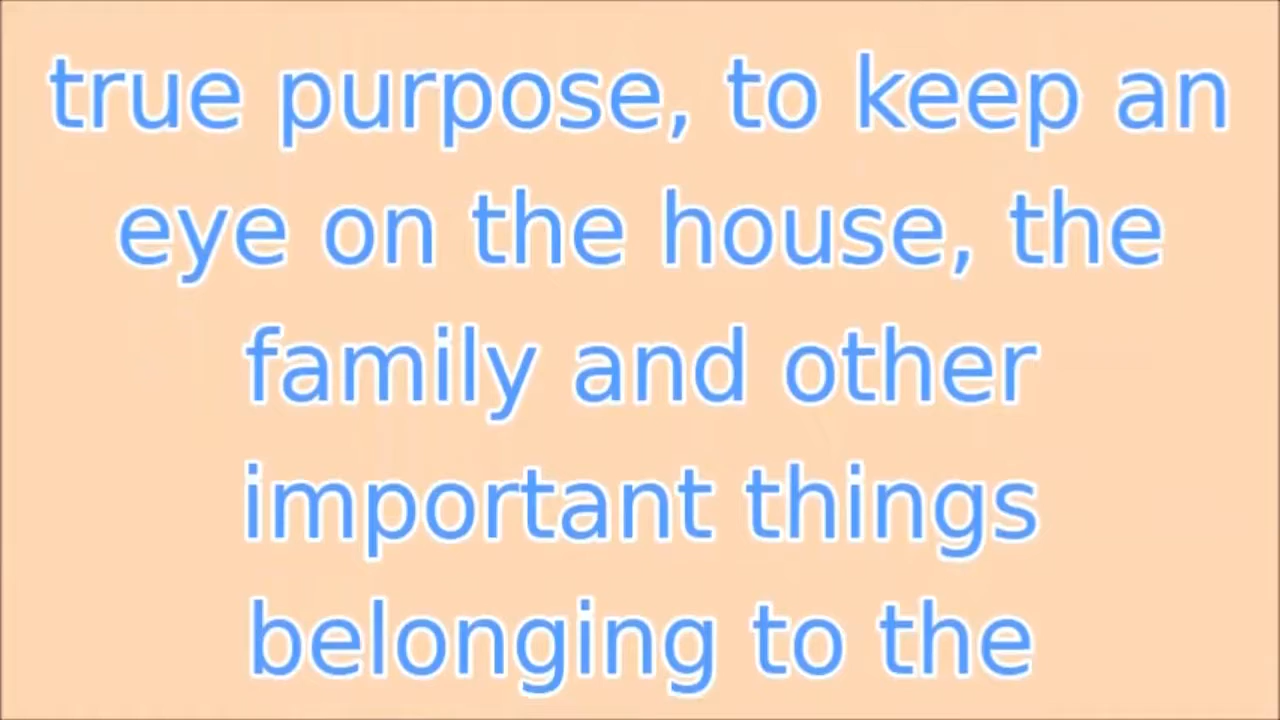 true purpose, to keep an
eye on the house, the
family and other
important things
belonging to the